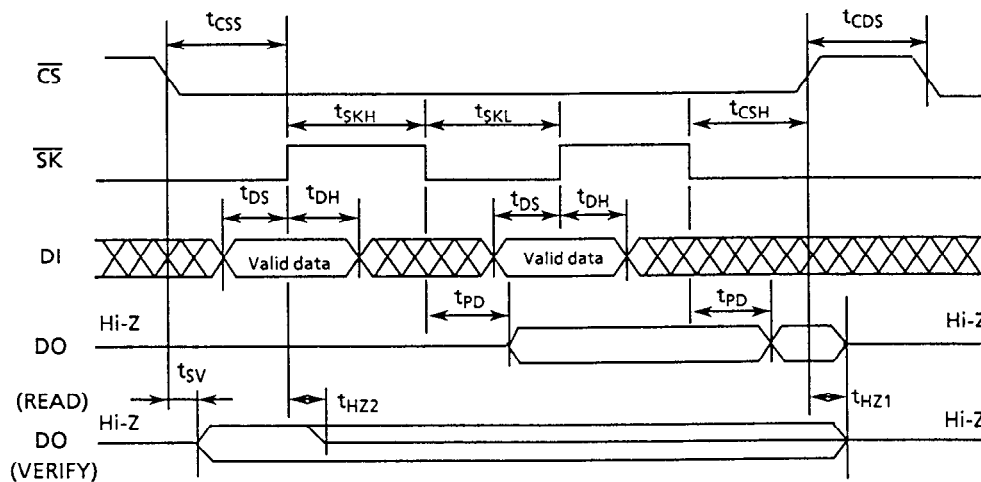 tCSS
tCDS
CS
tSKH
tSKL
tCSH
SK
tDS
tDH
tDS
tDH
DI
Valid data
Valid data
tPD
tPD
Hi-Z
Hi-Z
DO
(READ)
tSV
tHZ2
tHZ1
Hi-Z
Hi-Z
DO
(VERIFY)